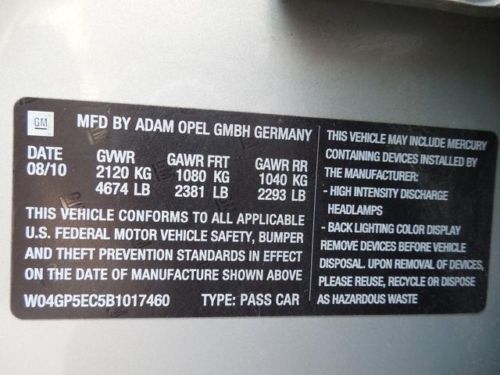 GM
MFD BY ADAM OPEL GMBH GERMANY
DATE GVWR GAWR FRT GAWR RR
08/10 2120 KG 1080 KG 1040 KG
4674 LB 2381 LB 2293 LB
THIS VEHICLE CONFORMS TO ALL APPLICABLE
U.S. FEDERAL MOTOR VEHICLE SAFETY, BUMPER
AND THEFT PREVENTION STANDARDS IN EFFECT
ON THE DATE OF MANUFACTURE SHOWN ABOVE
W04GP5EC5B1017460 TYPE: PASS CAR
THIS VEHICLE MAY INCLUDE MERCURY
CONTAINING DEVICES INSTALLED BY
THE MANUFACTURER:
- HIGH INTENSITY DISCHARGE
HEADLAMPS
- BACK LIGHTING COLOR DISPLAY
REMOVE DEVICES BEFORE VEHICLE
DISPOSAL. UPON REMOVAL OF DEVICES,
PLEASE REUSE, RECYCLE OR DISPOSE
AS HAZARDOUS WASTE